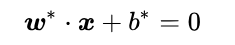 w* · x + b* = 0